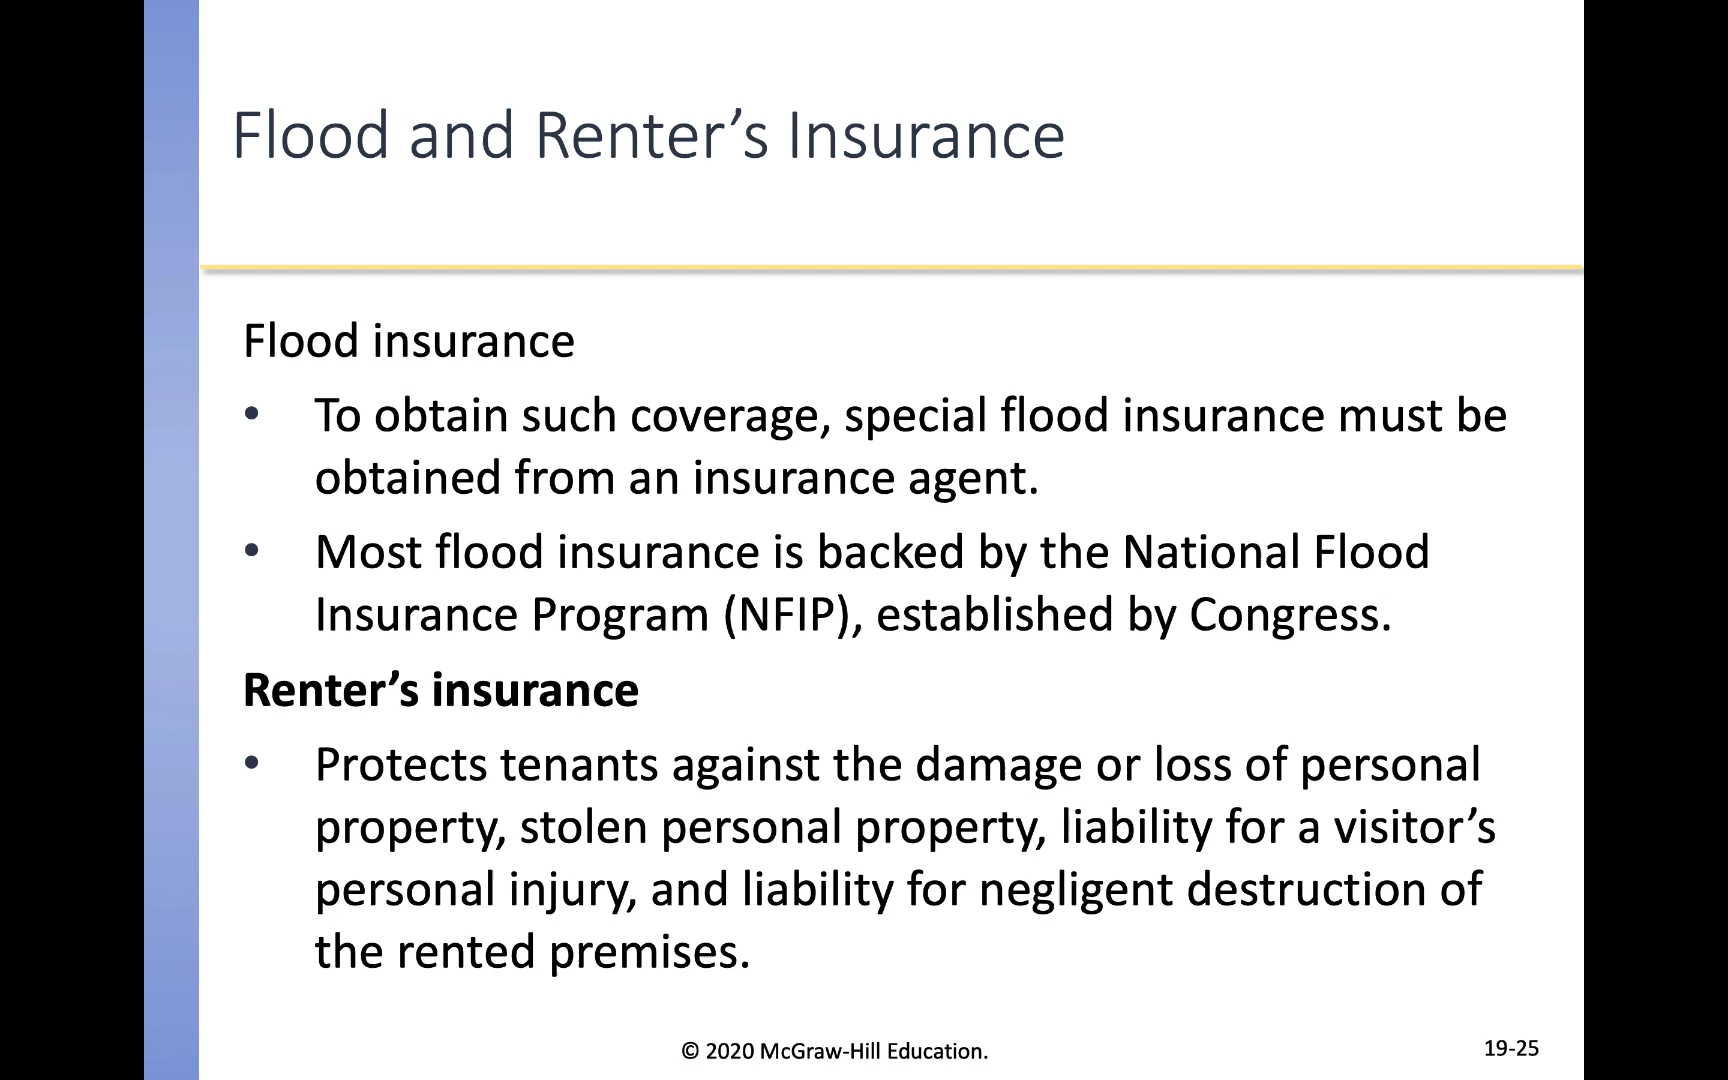 Flood and Renter’s Insurance
Flood insurance
• To obtain such coverage, special flood insurance must be
obtained from an insurance agent.
• Most flood insurance is backed by the National Flood
Insurance Program (NFIP), established by Congress.
Renter’s insurance
• Protects tenants against the damage or loss of personal
property, stolen personal property, liability for a visitor’s
personal injury, and liability for negligent destruction of
the rented premises.
© 2020 McGraw-Hill Education.
19-25